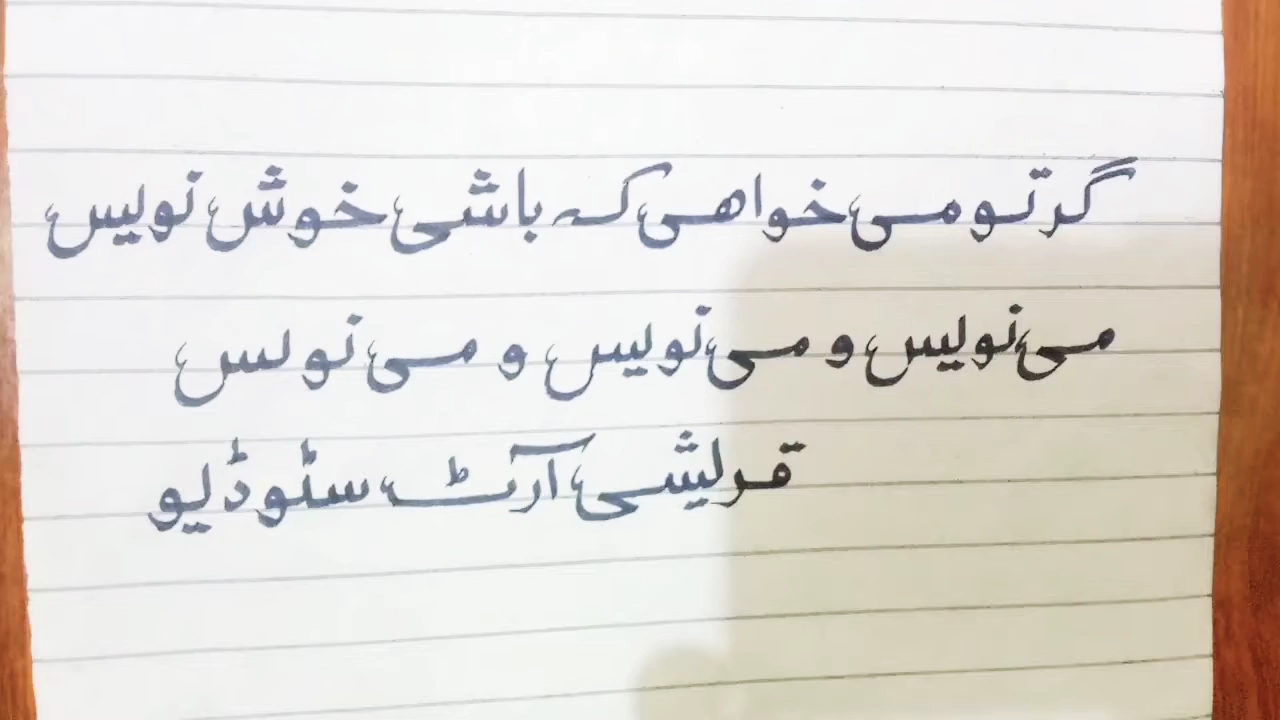 گر تو می خواهی کہ باشی خوش نویس
می نویس و می نویس و می نویس
قریشی آرٹ سٹوڈیو